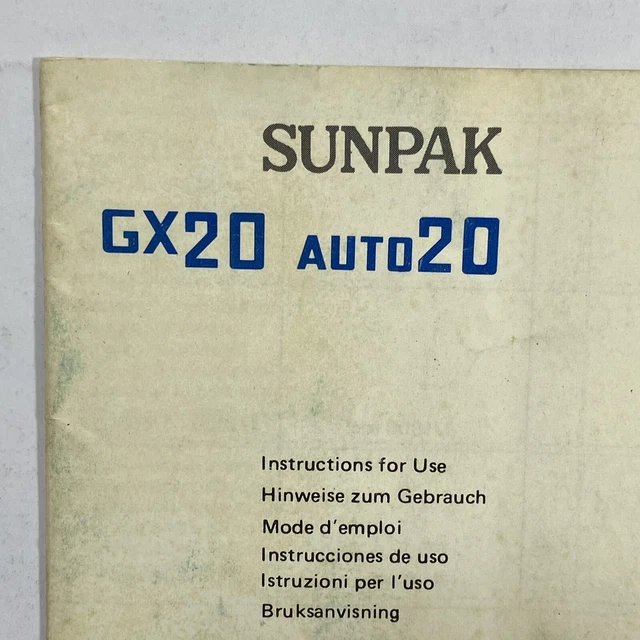 SUNPAK
GX20 AUTO20
Instructions for Use
Hinweise zum Gebrauch
Mode d'emploi
Instrucciones de uso
Istruzioni per l'uso
Bruksanvisning